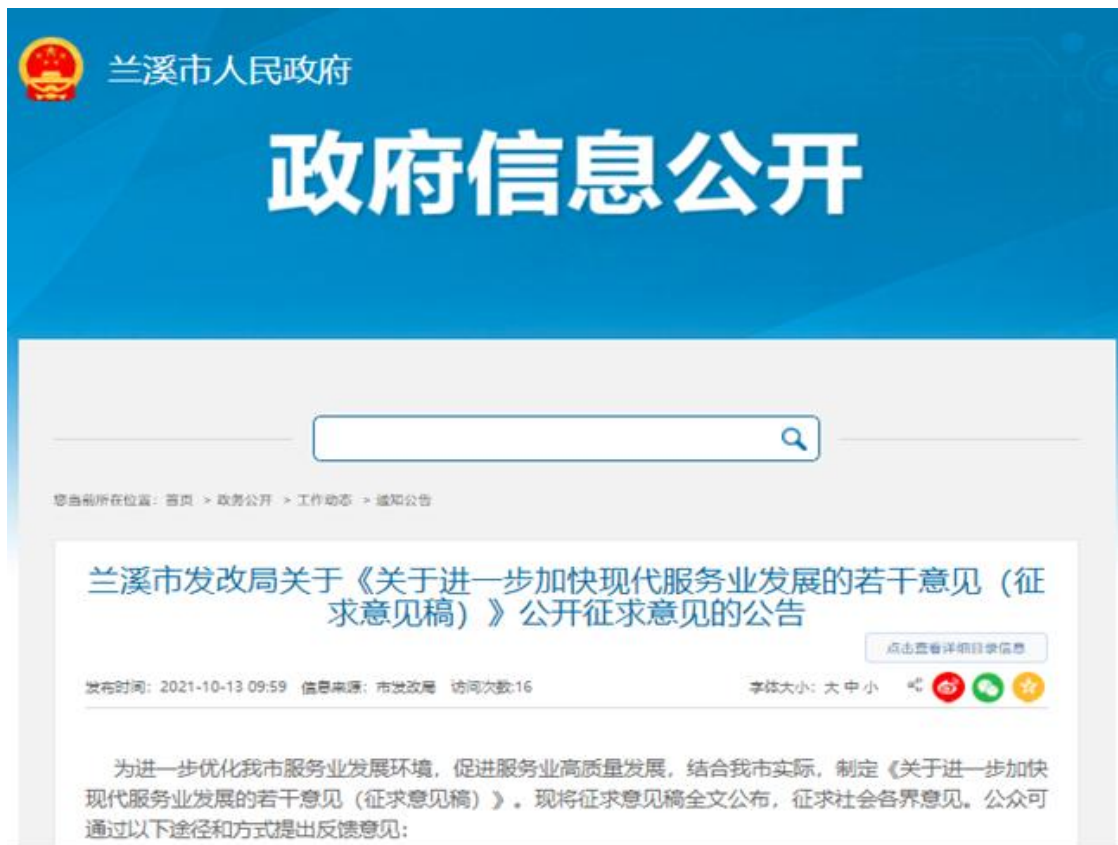 兰溪市人民政府
政府信息公开
您当前所在位置：首页 > 政务公开 > 工作动态 > 通知公告
兰溪市发改局关于《关于进一步加快现代服务业发展的若干意见（征
求意见稿）》公开征求意见的公告
点击查看详细目录信息
发布时间：2021-10-13 09:59 信息来源：市发改局 访问次数:16 字体大小：大 中 小
为进一步优化我市服务业发展环境，促进服务业高质量发展，结合我市实际，制定《关于进一步加快
现代服务业发展的若干意见（征求意见稿）》。现将征求意见稿全文公布，征求社会各界意见。公众可
通过以下途径和方式提出反馈意见：